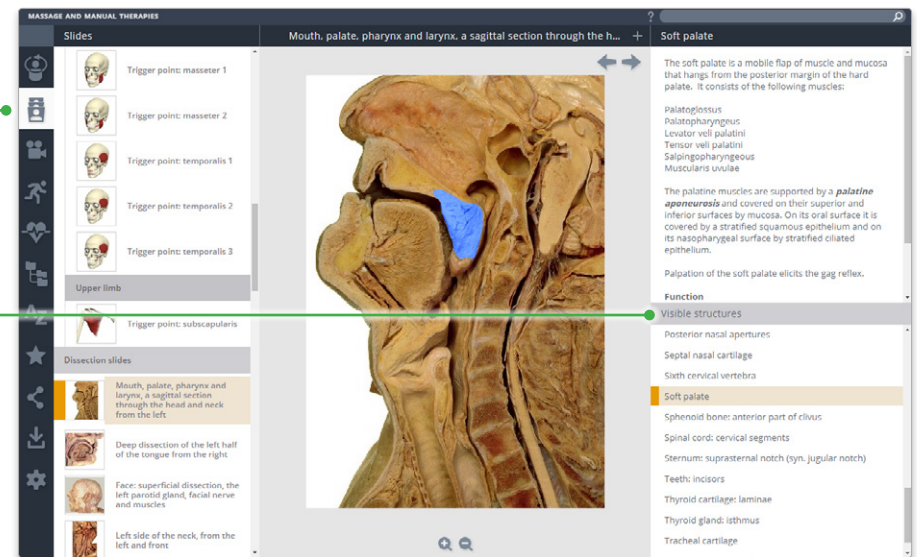 MASSAGE AND MANUAL THERAPIES
?
Slides
Trigger point: masseter 1
Trigger point: masseter 2
Trigger point: temporalis 1
Trigger point: temporalis 2
Trigger point: temporalis 3
Upper limb
Trigger point: subscapularis
Dissection slides
Mouth, palate, pharynx and
larynx, a sagittal section
through the head and neck
from the left
Deep dissection of the left half
of the tongue from the right
Face: superficial dissection, the
left parotid gland, facial nerve
and muscles
Left side of the neck, from the
left and front
AZ
Mouth, palate, pharynx and larynx, a sagittal section through the h...
Soft palate
The soft palate is a mobile flap of muscle and mucosa
that hangs from the posterior margin of the hard
palate. It consists of the following muscles:
Palatoglossus
Palatopharyngeus
Levator veli palatini
Tensor veli palatini
Salpingopharyngeous
Muscularis uvulae
The palatine muscles are supported by a palatine
aponeurosis and covered on their superior and
inferior surfaces by mucosa. On its oral surface it is
covered by a stratified squamous epithelium and on
its nasopharygeal surface by stratified ciliated
epithelium.
Palpation of the soft palate elicits the gag reflex.
Function
Visible structures
Posterior nasal apertures
Septal nasal cartilage
Sixth cervical vertebra
Soft palate
Sphenoid bone: anterior part of clivus
Spinal cord: cervical segments
Sternum: suprasternal notch (syn. jugular notch)
Teeth: incisors
Thyroid cartilage: laminae
Thyroid gland: isthmus
Tracheal cartilage